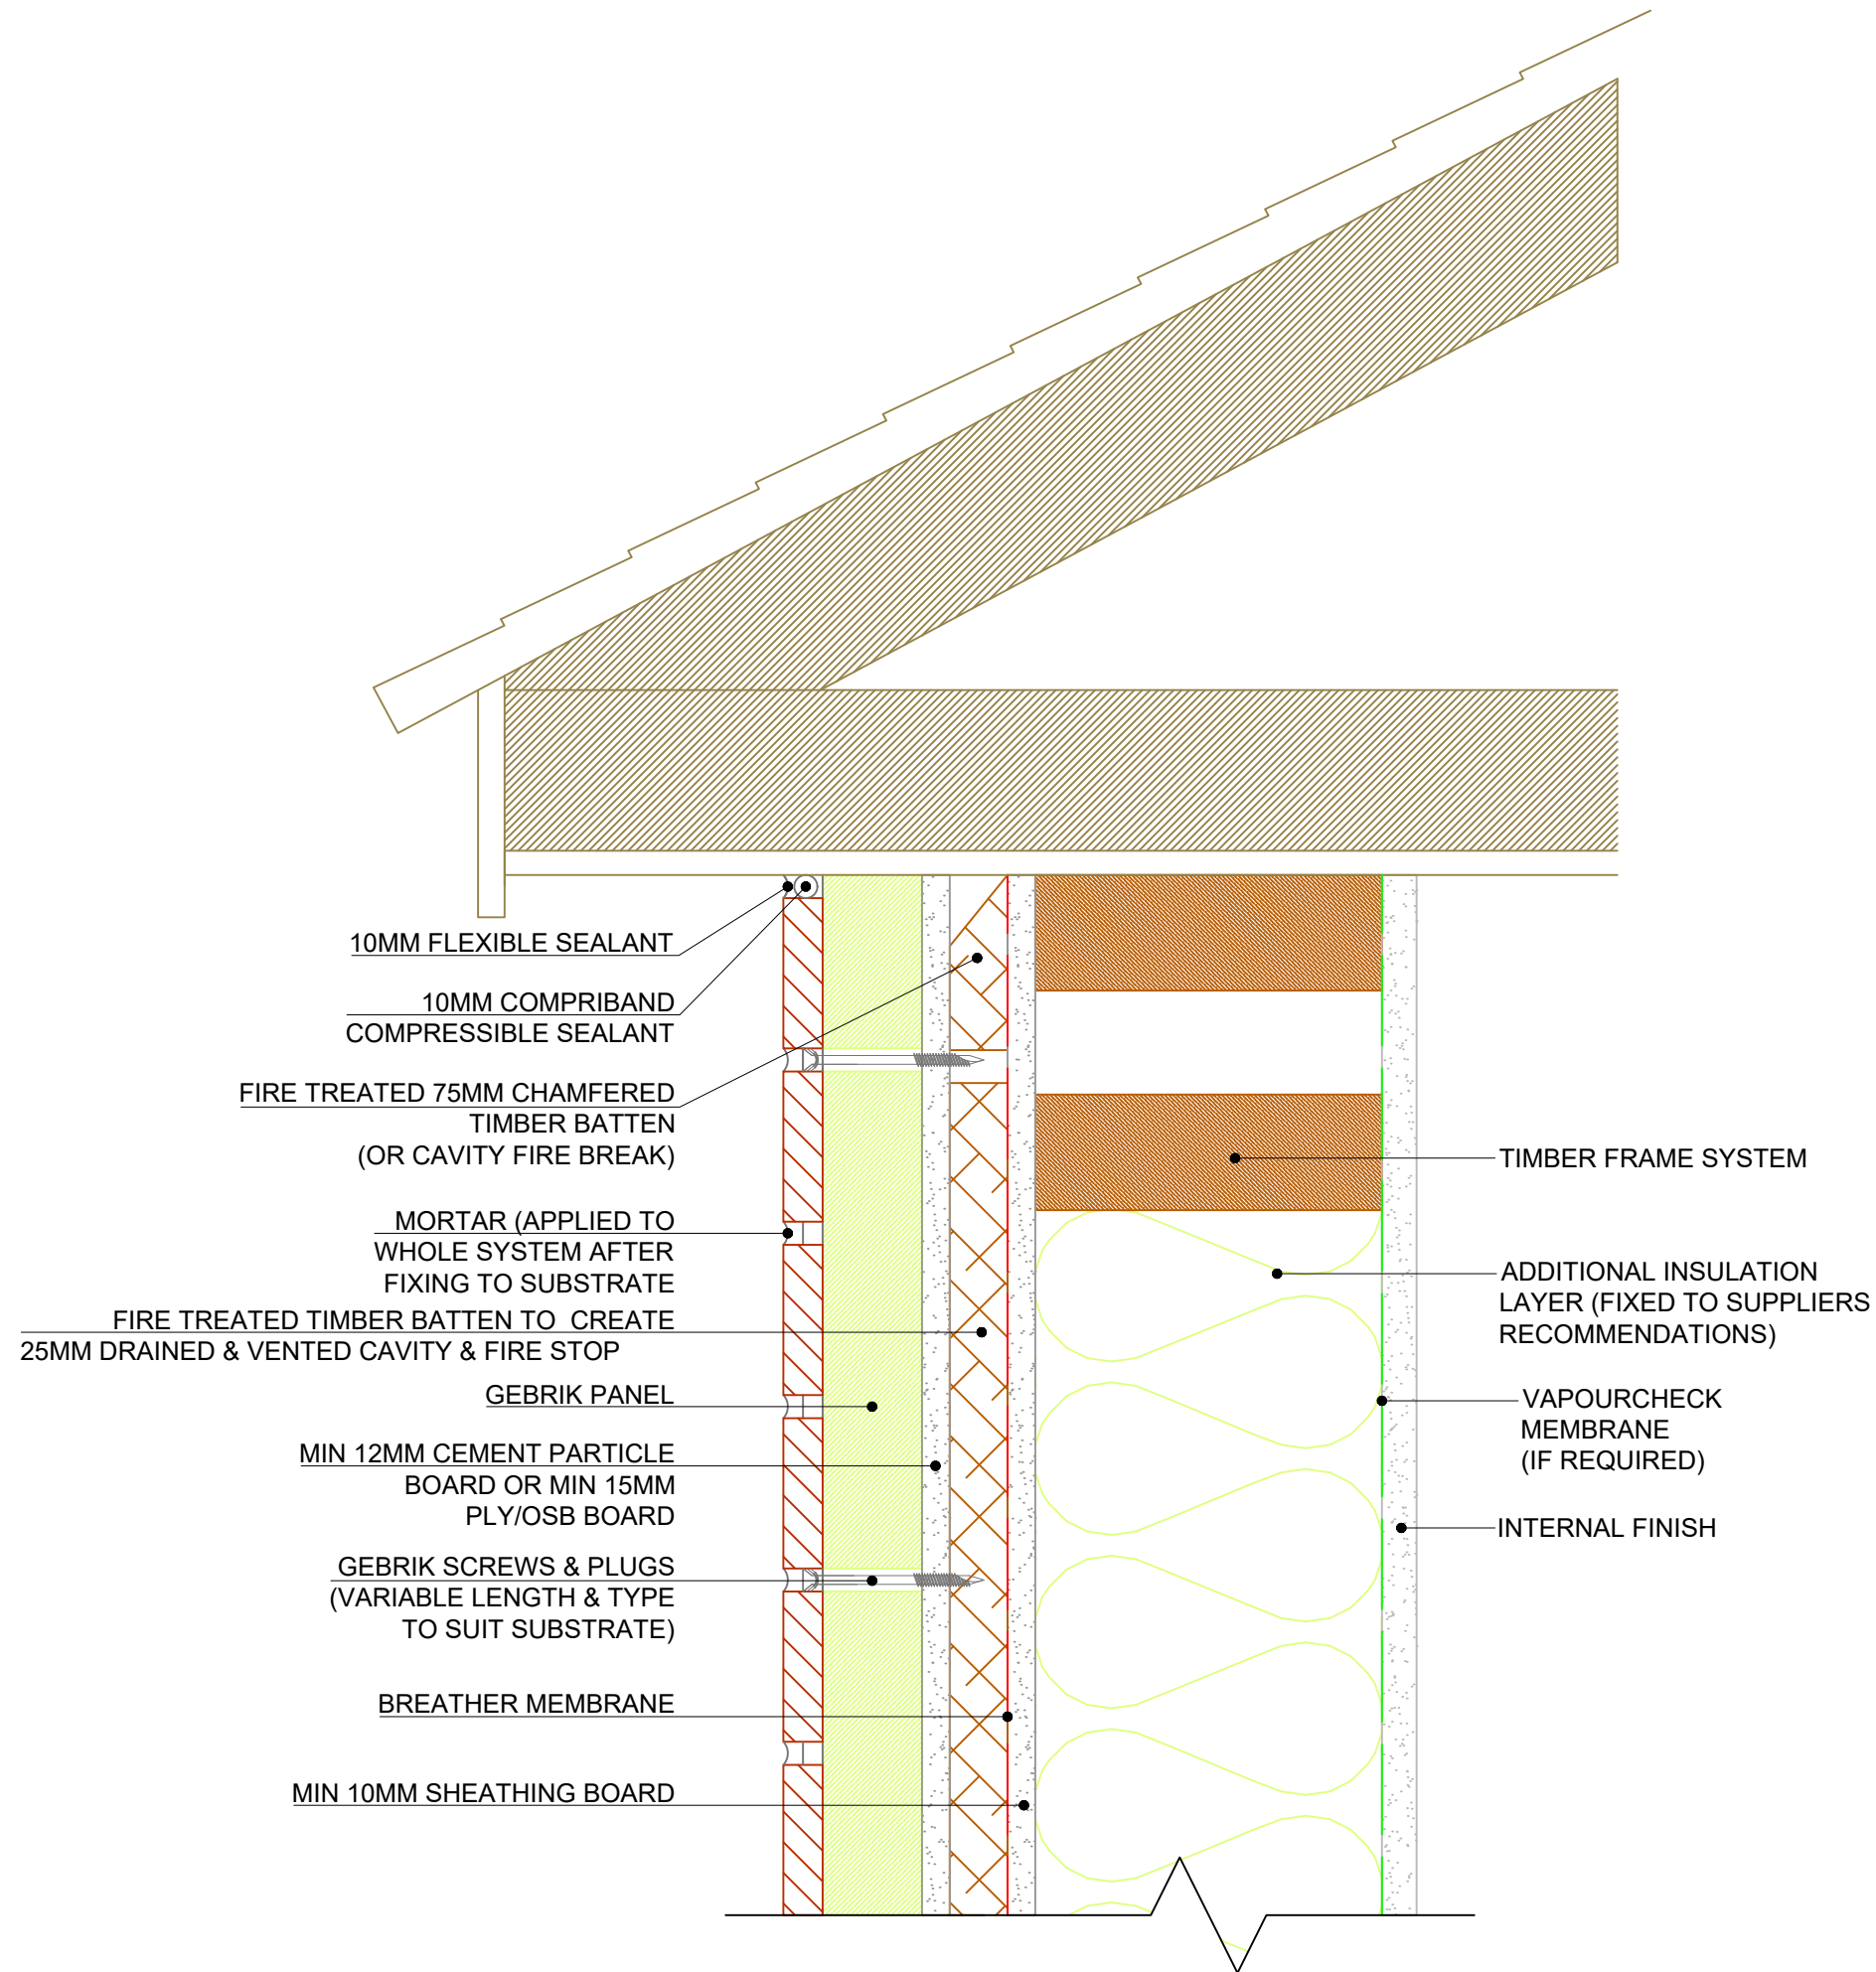 10MM FLEXIBLE SEALANT
10MM COMPRIBAND
COMPRESSIBLE SEALANT
FIRE TREATED 75MM CHAMFERED
TIMBER BATTEN
(OR CAVITY FIRE BREAK)
MORTAR (APPLIED TO
WHOLE SYSTEM AFTER
FIXING TO SUBSTRATE
FIRE TREATED TIMBER BATTEN TO CREATE
25MM DRAINED & VENTED CAVITY & FIRE STOP
GEBRIK PANEL
MIN 12MM CEMENT PARTICLE
BOARD OR MIN 15MM
PLY/OSB BOARD
GEBRIK SCREWS & PLUGS
(VARIABLE LENGTH & TYPE
TO SUIT SUBSTRATE)
BREATHER MEMBRANE
MIN 10MM SHEATHING BOARD
TIMBER FRAME SYSTEM
ADDITIONAL INSULATION
LAYER (FIXED TO SUPPLIERS
RECOMMENDATIONS)
VAPOURCHECK
MEMBRANE
(IF REQUIRED)
INTERNAL FINISH